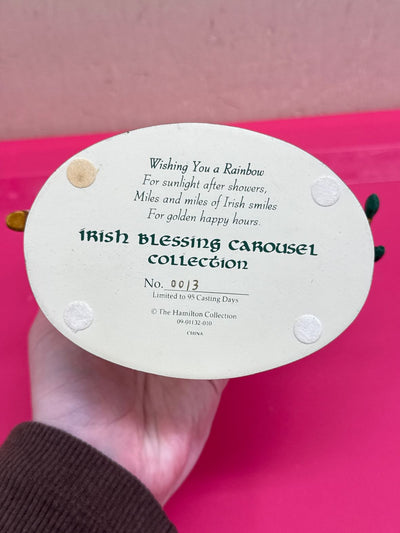 Wishing You a Rainbow
For sunlight after showers,
Miles and miles of Irish smiles
For golden happy hours.
IRISH BLESSING CAROUSEL
COLLECTION
No. 0013
Limited to 95 Casting Days
© The Hamilton Collection
09-01132-010
CHINA